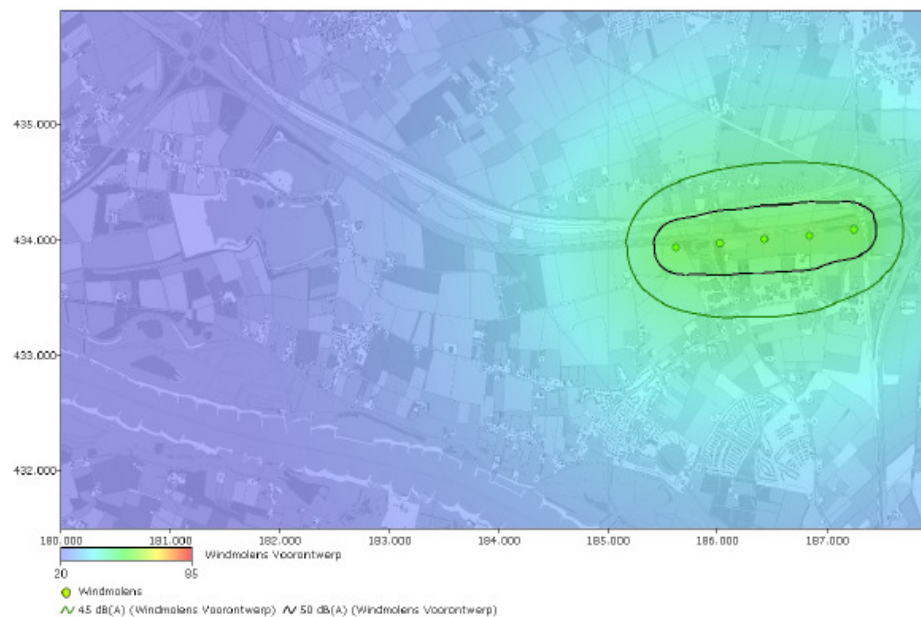 435.000
434.000
433.000
432.000
180.000 181.000 182.000 183.000 184.000 185.000 186.000 187.000
Windmolens Voorontwerp
20 85
Windmolens
45 dB(A) (Windmolens Voorontwerp) 50 dB(A) (Windmolens Voorontwerp)